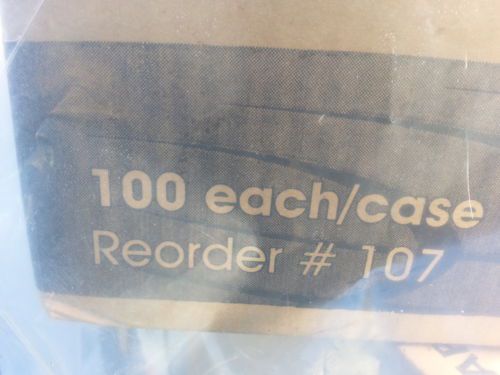 100 each/case
Reorder # 107